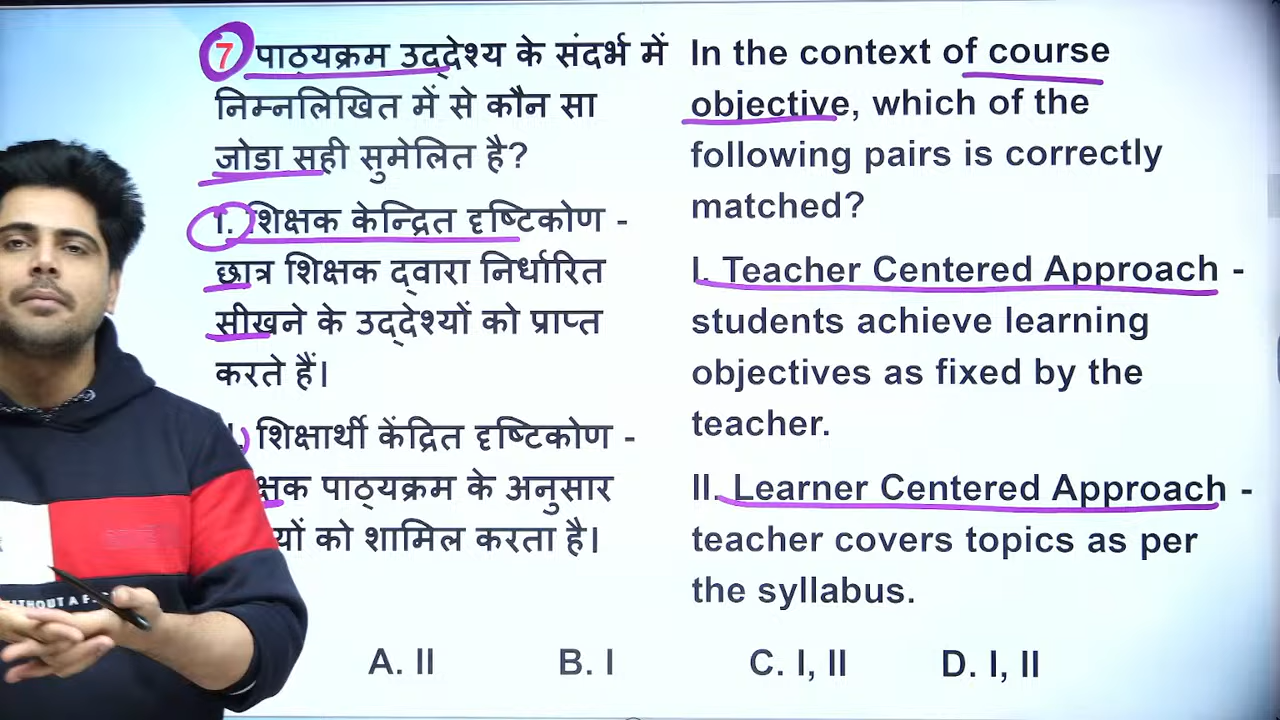 7 पाठ्यक्रम उद्देश्य के संदर्भ में
निम्नलिखित में से कौन सा
जोडा सही सुमेलित है?
I. शिक्षक केन्द्रित दृष्टिकोण -
छात्र शिक्षक द्वारा निर्धारित
सीखने के उद्देश्यों को प्राप्त
करते हैं।
शिक्षार्थी केंद्रित दृष्टिकोण -
पाठ्यक्रम के अनुसार
को शामिल करता है।
In the context of course
objective, which of the
following pairs is correctly
matched?
I. Teacher Centered Approach -
students achieve learning
objectives as fixed by the
teacher.
II. Learner Centered Approach -
teacher covers topics as per
the syllabus.
A. II B. I C. I, II D. I, II